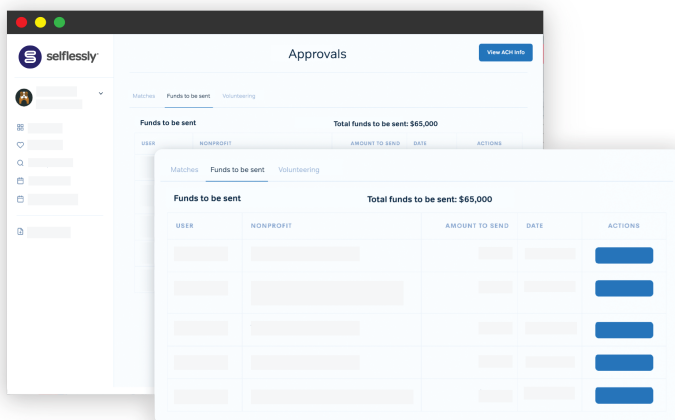 selflessly
Approvals
View ACH Info
Matches Funds to be sent Volunteering
Funds to be sent Total funds to be sent: $65,000
USER NONPROFIT AMOUNT TO SEND DATE ACTIONS
Matches Funds to be sent Volunteering
Funds to be sent Total funds to be sent: $65,000
USER NONPROFIT AMOUNT TO SEND DATE ACTIONS